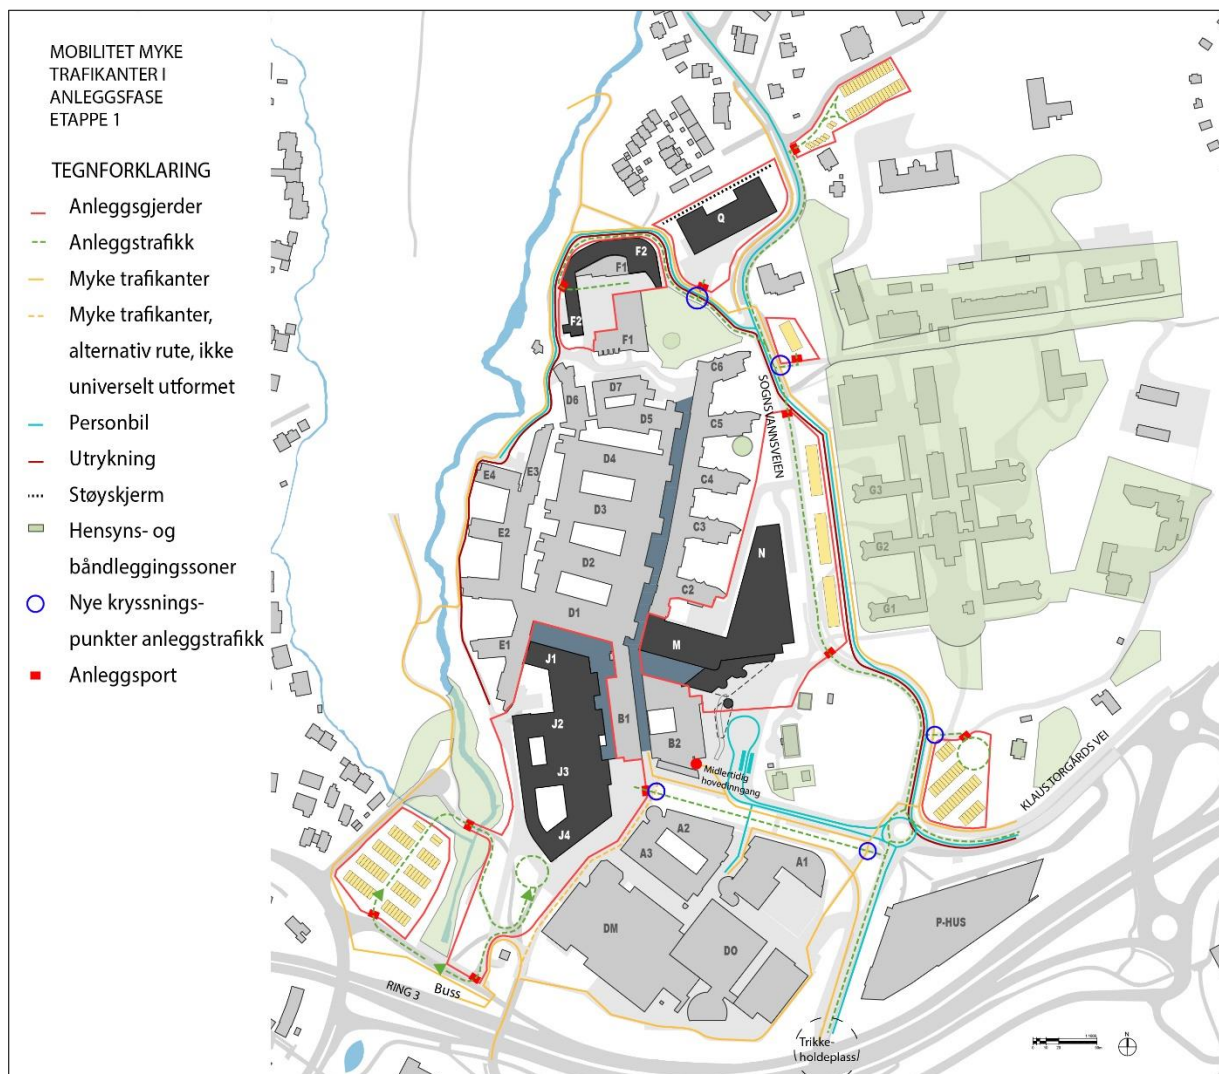 MOBILITET MYKE
TRAFIKANTER I
ANLEGGSFASE
ETAPPE 1
TEGNFORKLARING
Anleggsgjerder
Anleggstrafikk
Myke trafikanter
Myke trafikanter,
alternativ rute, ikke
universelt utformet
Personbil
Utrykning
Støyskjerm
Hensyns- og
båndleggingssoner
Nye kryssnings-
punkter anleggstrafikk
Anleggsport
Q
F2
F1
F2
F1
C6
D7
D6
D5
C5
SOGNSVANNSVEIEN
D4
E3
E4
C4
G3
D3
C3
E2
N
G2
D2
C2
D1
G1
E1
M
J1
J2
B1
B2
J3
Midlertidig
hovedinngang
KLAUS TORGÅRDS VEI
J4
A2
A3
A1
P-HUS
DM
DO
RING 3
Buss
Trikke-
holdeplass
N